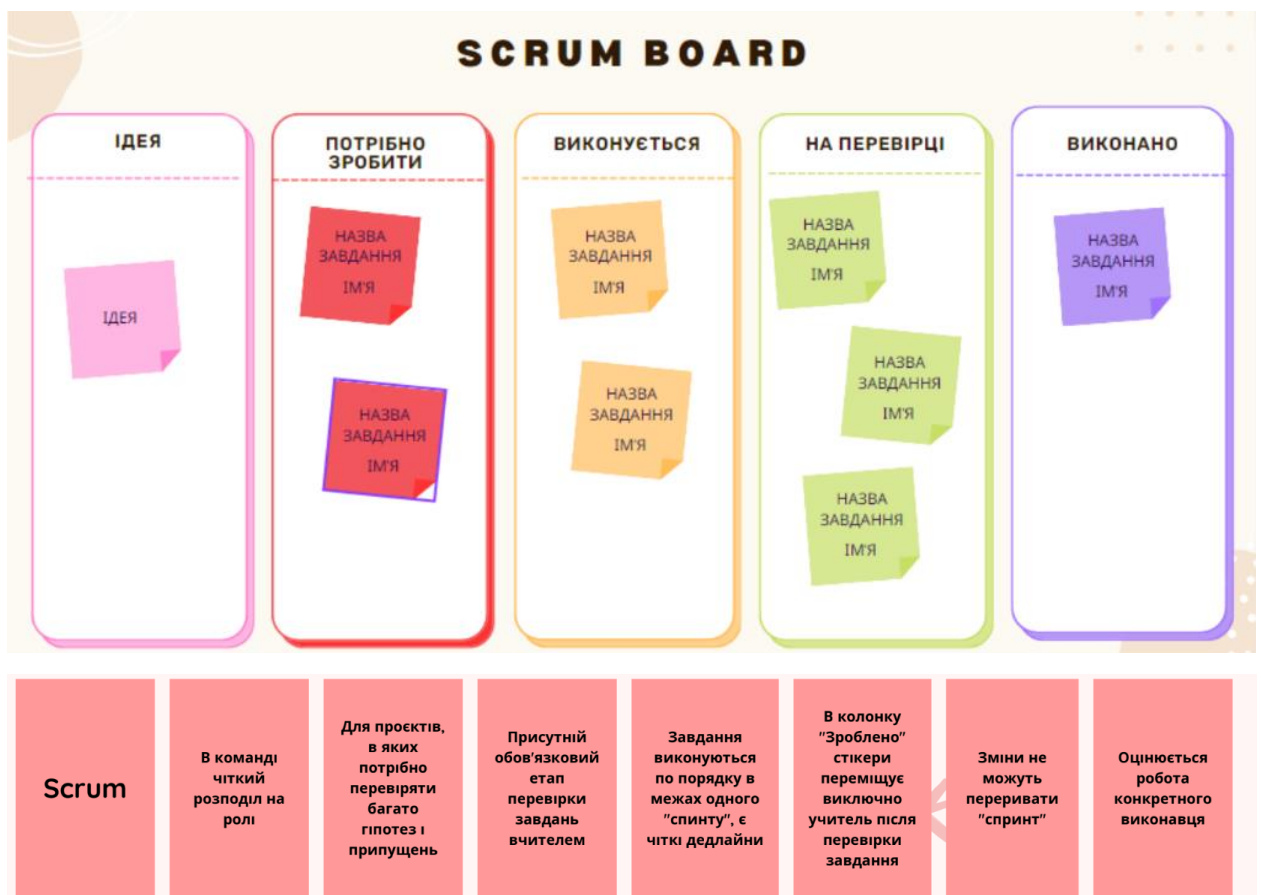 SCRUM BOARD
ІДЕЯ
ІДЕЯ
ПОТРІБНО
ЗРОБИТИ
НАЗВА
ЗАВДАННЯ
ІМ'Я
НАЗВА
ЗАВДАННЯ
ІМ'Я
ВИКОНУЄТЬСЯ
НАЗВА
ЗАВДАННЯ
ІМ'Я
НАЗВА
ЗАВДАННЯ
ІМ'Я
НА ПЕРЕВІРЦІ
НАЗВА
ЗАВДАННЯ
ІМ'Я
НАЗВА
ЗАВДАННЯ
ІМ'Я
НАЗВА
ЗАВДАННЯ
ІМ'Я
ВИКОНАНО
НАЗВА
ЗАВДАННЯ
ІМ'Я
Scrum
В команді
чіткий
розподіл на
ролі
Для проєктів,
в яких
потрібно
перевіряти
багато
гіпотез і
припущень
Присутній
обов'язковий
етап
перевірки
завдань
вчителем
Завдання
виконуються
по порядку в
межах одного
"спинту", є
чіткі дедлайни
В колонку
"Зроблено"
стікери
переміщує
виключно
учитель після
перевірки
завдання
Зміни не
можуть
переривати
"спринт"
Оцінюється
робота
конкретного
виконавця